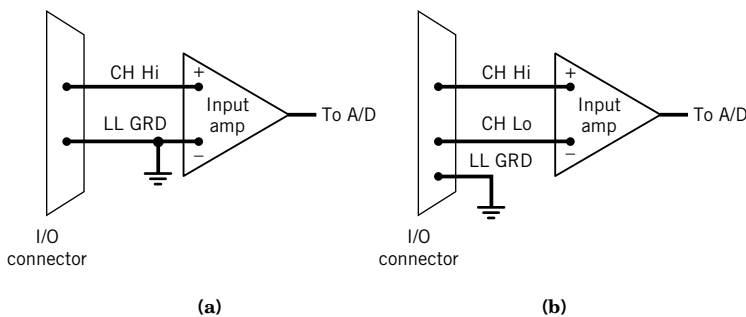 CH Hi
+
Input
amp
To A/D
LL GRD
−
I/O
connector
(a)
CH Hi
+
Input
amp
To A/D
CH Lo
−
LL GRD
I/O
connector
(b)